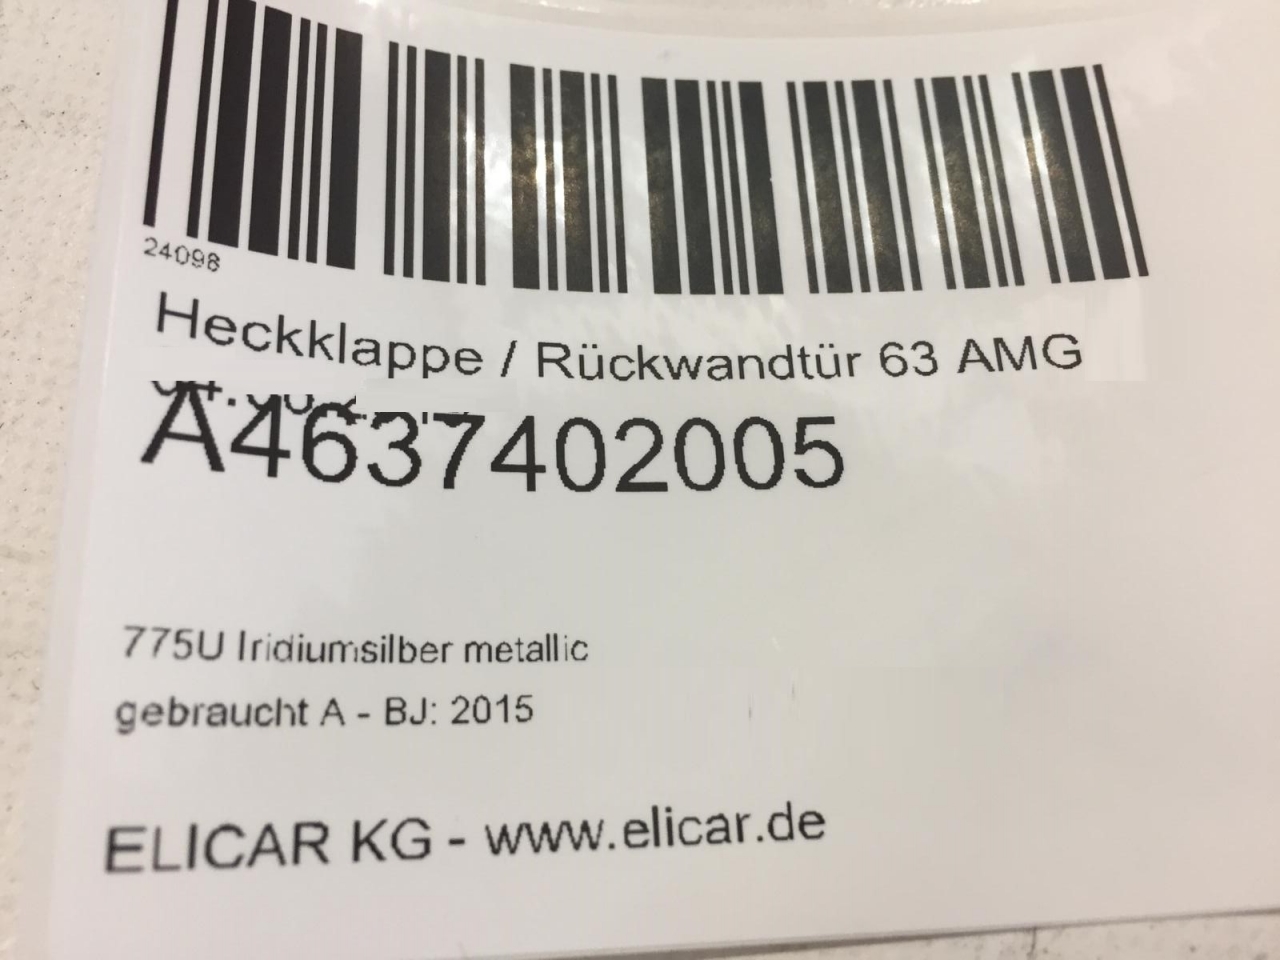 24098
Heckklappe / Rückwandtür 63 AMG
A4637402005
775U Iridiumsilber metallic
gebraucht A - BJ: 2015
ELICAR KG - www.elicar.de